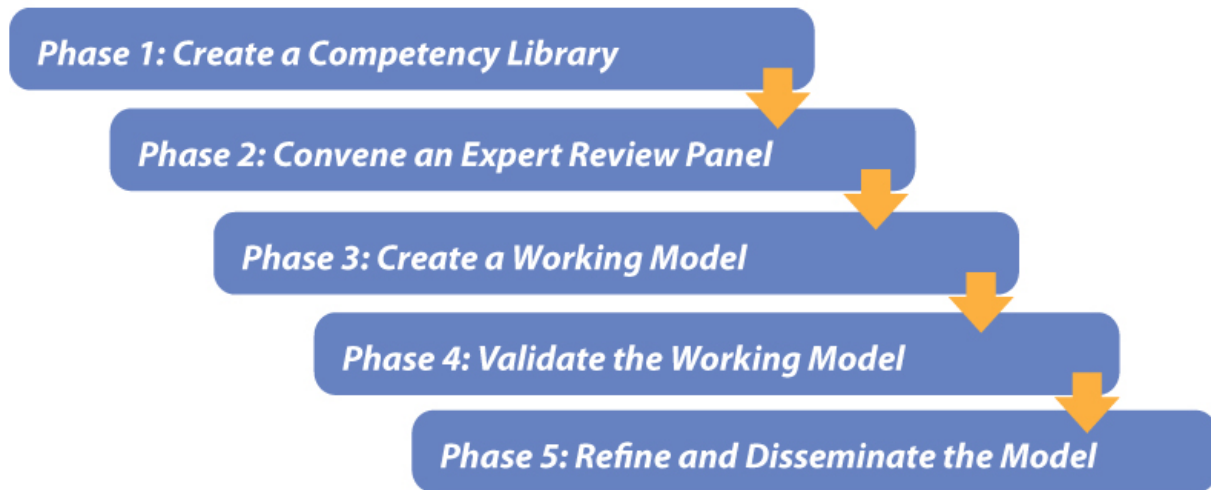 Phase 1: Create a Competency Library
Phase 2: Convene an Expert Review Panel
Phase 3: Create a Working Model
Phase 4: Validate the Working Model
Phase 5: Refine and Disseminate the Model